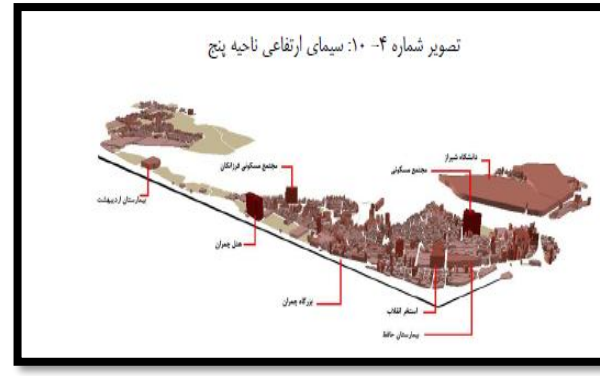 تصویر شماره ۴- ۱۰: سیمای ارتفاعی ناحیه پنج
دانشگاه شیراز
مجتمع مسکونی فرزانگان
مجتمع مسکونی
بیمارستان اردیبهشت
هتل چمران
بزرگراه چمران
استخر انقلاب
بیمارستان حافظ